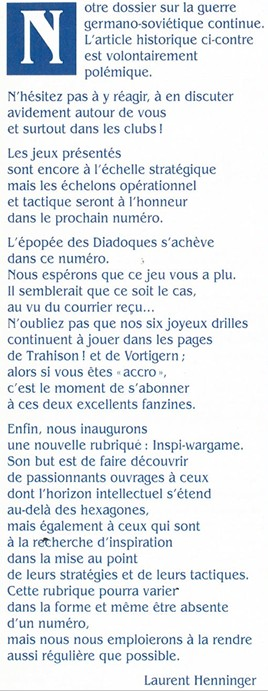 Notre dossier sur la guerre
germano-soviétique continue.
L'article historique ci-contre
est volontairement
polémique.
N'hésitez pas à y réagir, à en discuter
avidement autour de vous
et surtout dans les clubs !
Les jeux présentés
sont encore à l'échelle stratégique
mais les échelons opérationnel
et tactique seront à l'honneur
dans le prochain numéro.
L'épopée des Diadoques s'achève
dans ce numéro.
Nous espérons que ce jeu vous a plu.
Il semblerait que ce soit le cas,
au vu du courrier reçu...
N'oubliez pas que nos six joyeux drilles
continuent à jouer dans les pages
de Trahison ! et de Vortigern ;
alors si vous êtes « accro »,
c'est le moment de s'abonner
à ces deux excellents fanzines.
Enfin, nous inaugurons
une nouvelle rubrique : Inspi-wargame.
Son but est de faire découvrir
de passionnants ouvrages à ceux
dont l'horizon intellectuel s'étend
au-delà des hexagones,
mais également à ceux qui sont
à la recherche d'inspiration
dans la mise au point
de leurs stratégies et de leurs tactiques.
Cette rubrique pourra varier
dans la forme et même être absente
d'un numéro,
mais nous nous emploierons à la rendre
aussi régulière que possible.
Laurent Henninger